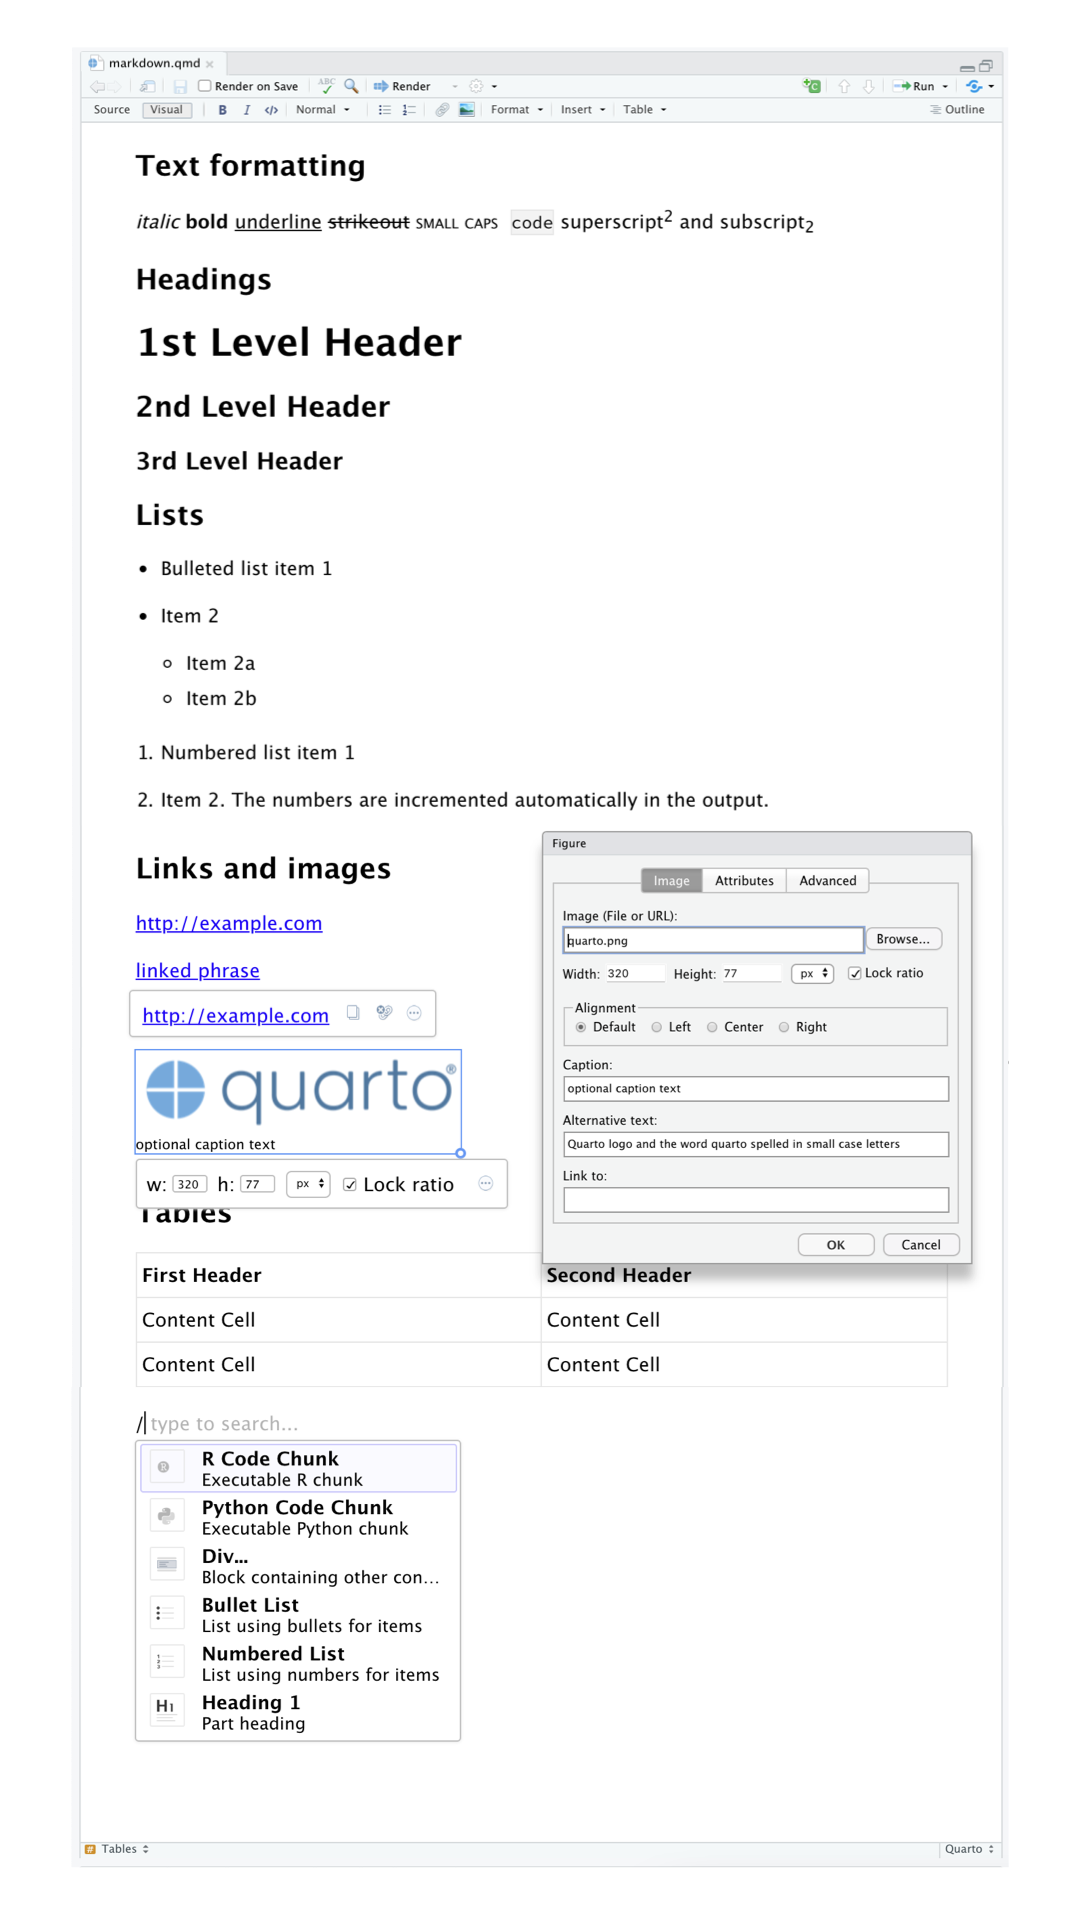 markdown.qmd
Render on Save ABC Render Run
Source Visual B I </> Normal Format Insert Table Outline
Text formatting
italic bold underline strikeout SMALL CAPS code superscript2 and subscript2
Headings
1st Level Header
2nd Level Header
3rd Level Header
Lists
• Bulleted list item 1
• Item 2
◦ Item 2a
◦ Item 2b
1. Numbered list item 1
2. Item 2. The numbers are incremented automatically in the output.
Links and images
http://example.com
linked phrase
http://example.com
quarto®
optional caption text
w: 320 h: 77 px Lock ratio
Figure
Image Attributes Advanced
Image (File or URL):
quarto.png Browse...
Width: 320 Height: 77 px Lock ratio
Alignment
Default Left Center Right
Caption:
optional caption text
Alternative text:
Quarto logo and the word quarto spelled in small case letters
Link to:
OK Cancel
Tables
First Header Second Header
Content Cell Content Cell
Content Cell Content Cell
/type to search...
R Code Chunk
Executable R chunk
Python Code Chunk
Executable Python chunk
Div...
Block containing other con...
Bullet List
List using bullets for items
Numbered List
List using numbers for items
H1 Heading 1
Part heading
# Tables Quarto